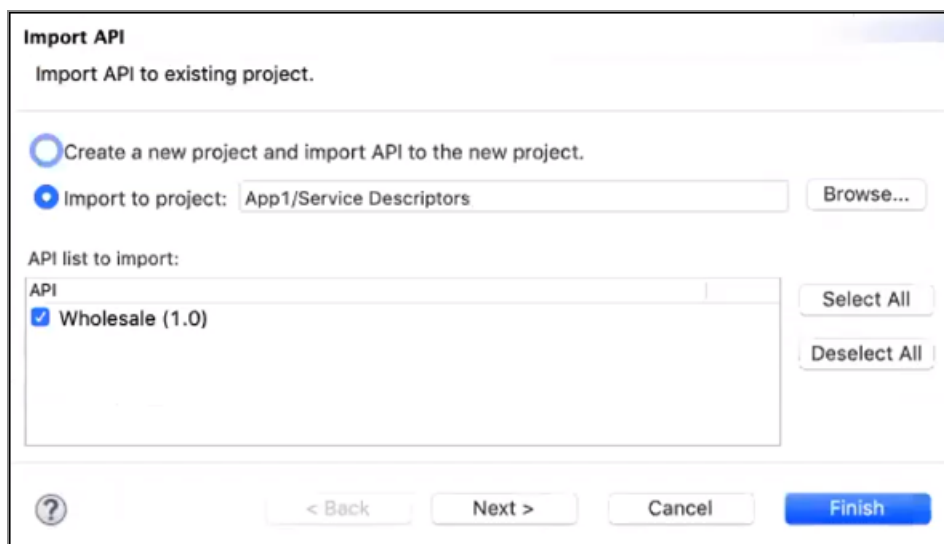 Import API
Import API to existing project.
Create a new project and import API to the new project.
Import to project: App1/Service Descriptors Browse...
API list to import:
API
Wholesale (1.0)
Select All
Deselect All
? < Back Next > Cancel Finish